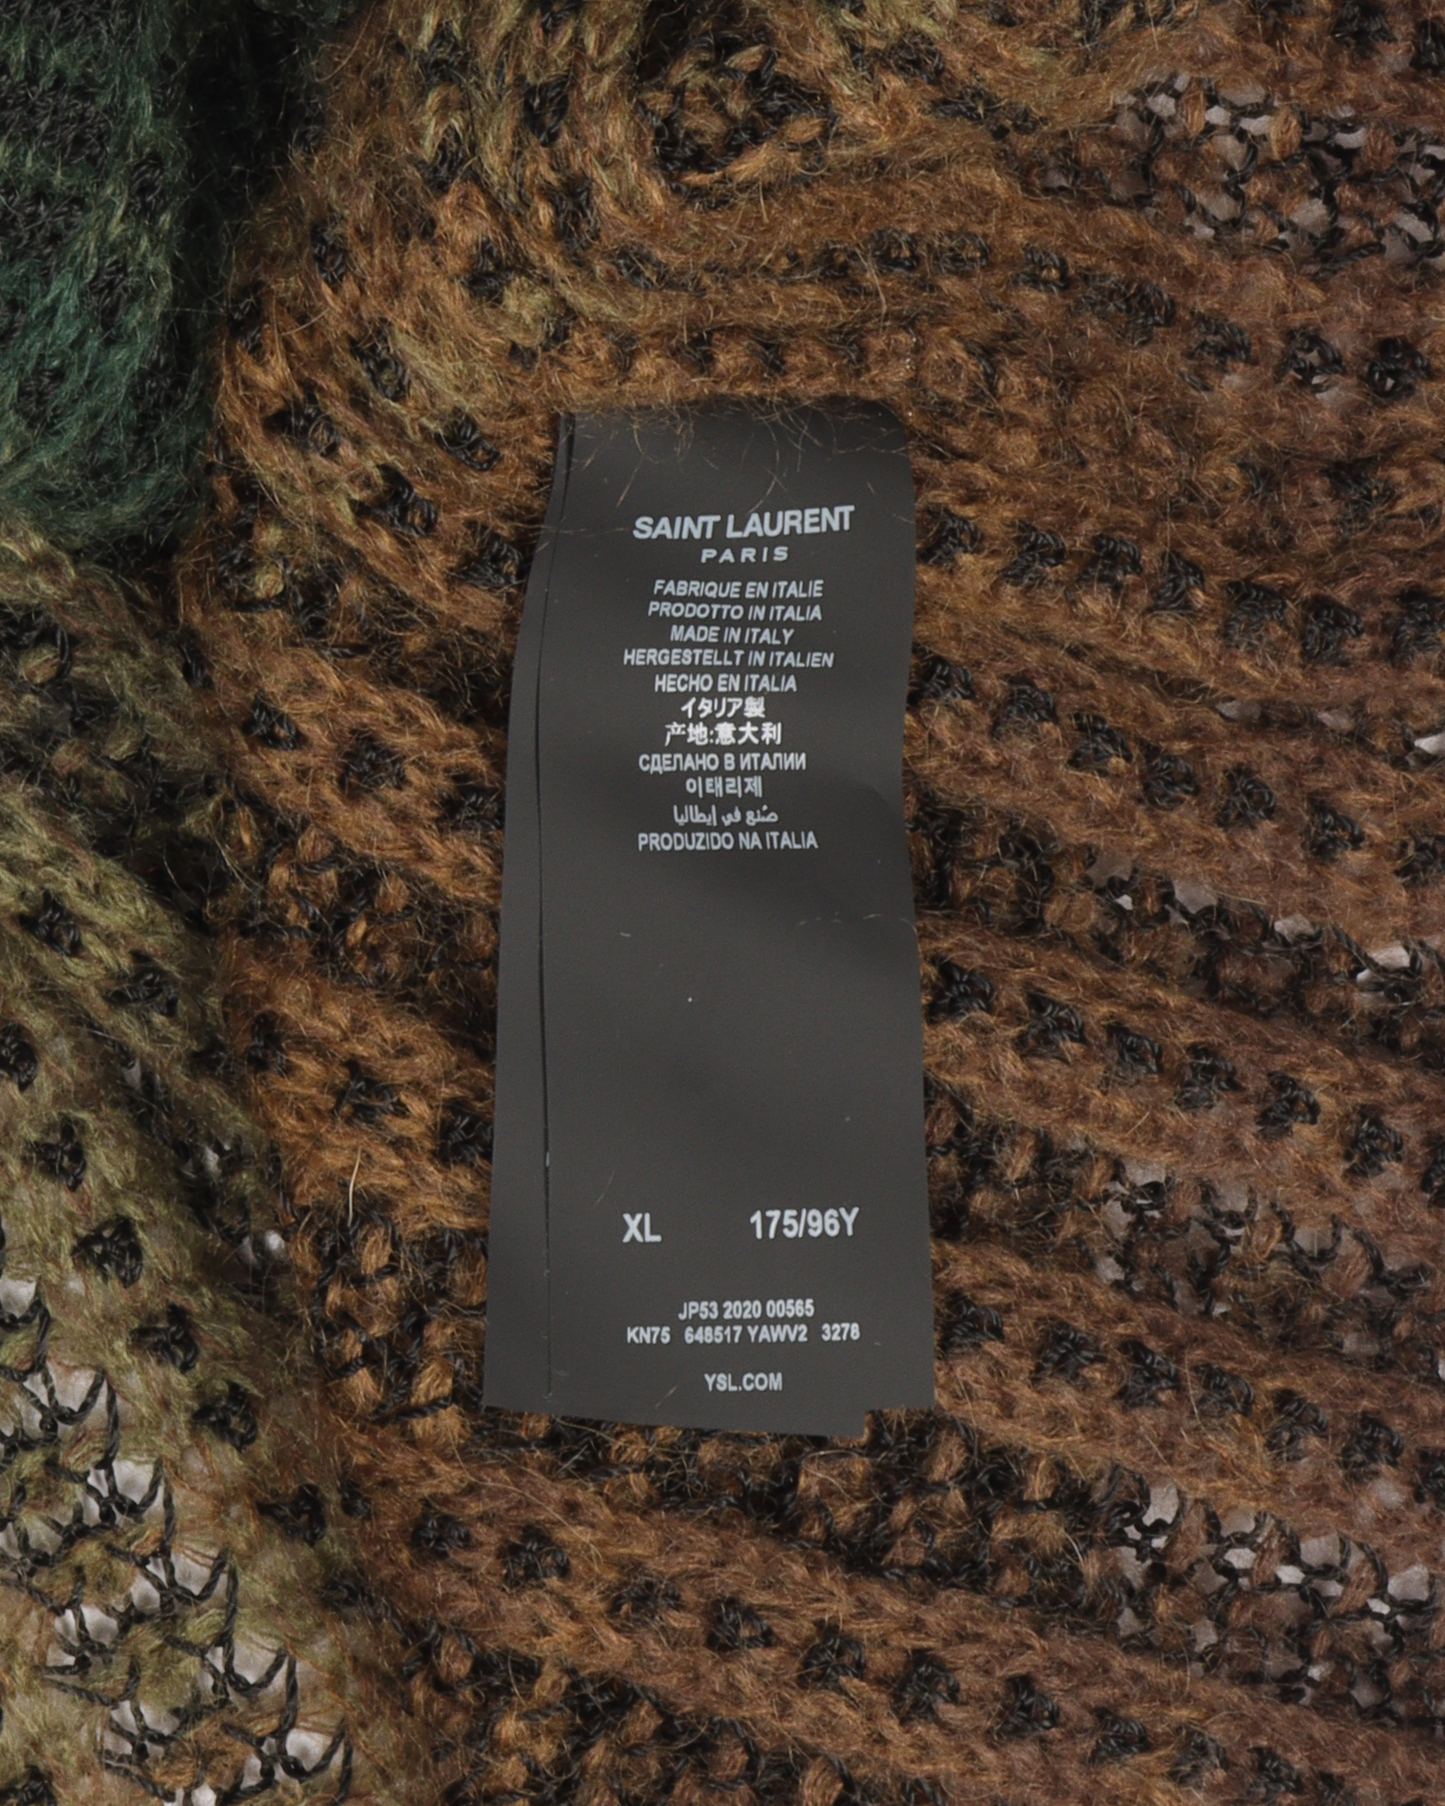 SAINT LAURENT
PARIS
FABRIQUE EN ITALIE
PRODOTTO IN ITALIA
MADE IN ITALY
HERGESTELLT IN ITALIEN
HECHO EN ITALIA
イタリア製
产地:意大利
СДЕЛАНО В ИТАЛИИ
이태리제
صُنع في إيطاليا
PRODUZIDO NA ITALIA
XL 175/96Y
JP53 2020 00565
KN75 648517 YAWV2 3278
YSL.COM